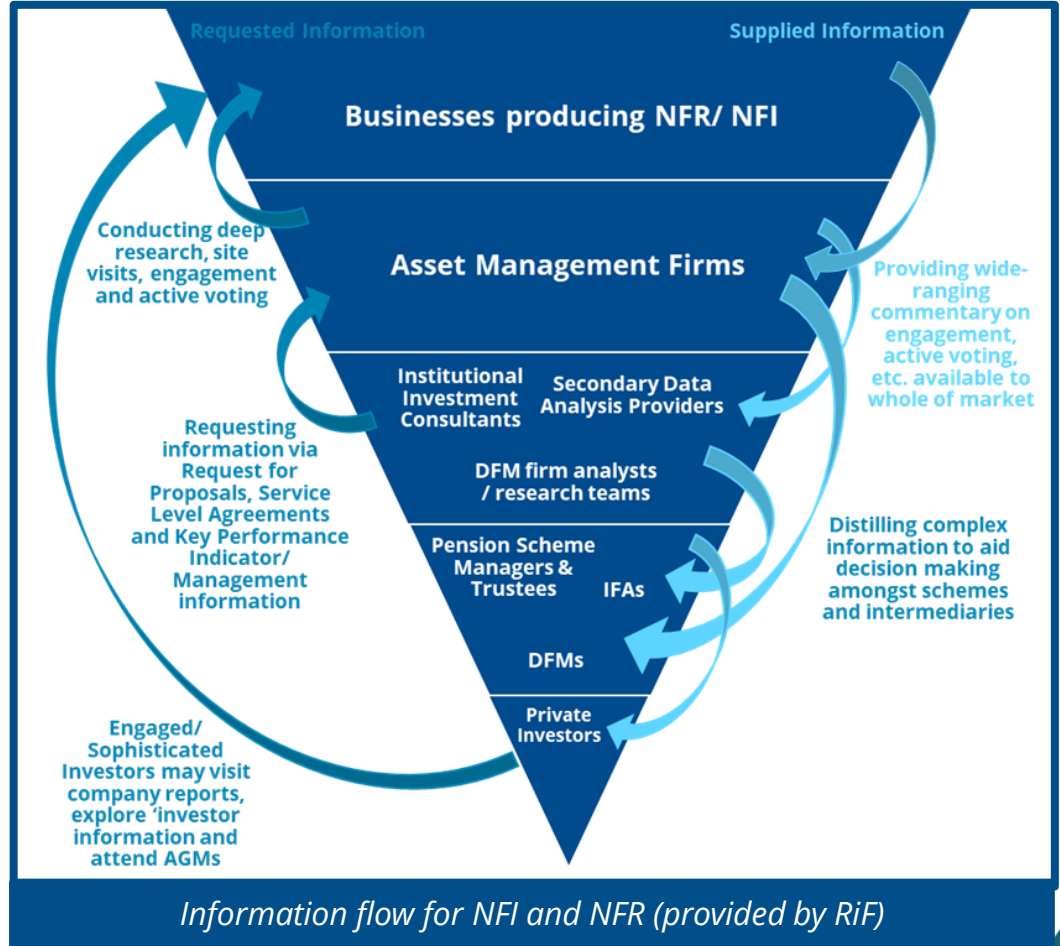 Requested Information
Supplied Information
Businesses producing NFR/ NFI
Conducting deep
research, site
visits, engagement
and active voting
Asset Management Firms
Providing wide-
ranging
commentary on
engagement,
active voting,
etc. available to
whole of market
Institutional
Investment
Consultants
Secondary Data
Analysis Providers
DFM firm analysts
/ research teams
Requesting
information via
Request for
Proposals, Service
Level Agreements
and Key Performance
Indicator/
Management
information
Pension Scheme
Managers &
Trustees
IFAs
DFMs
Distilling complex
information to aid
decision making
amongst schemes
and intermediaries
Private
Investors
Engaged/
Sophisticated
Investors may visit
company reports,
explore ‘investor
information and
attend AGMs
Information flow for NFI and NFR (provided by RiF)